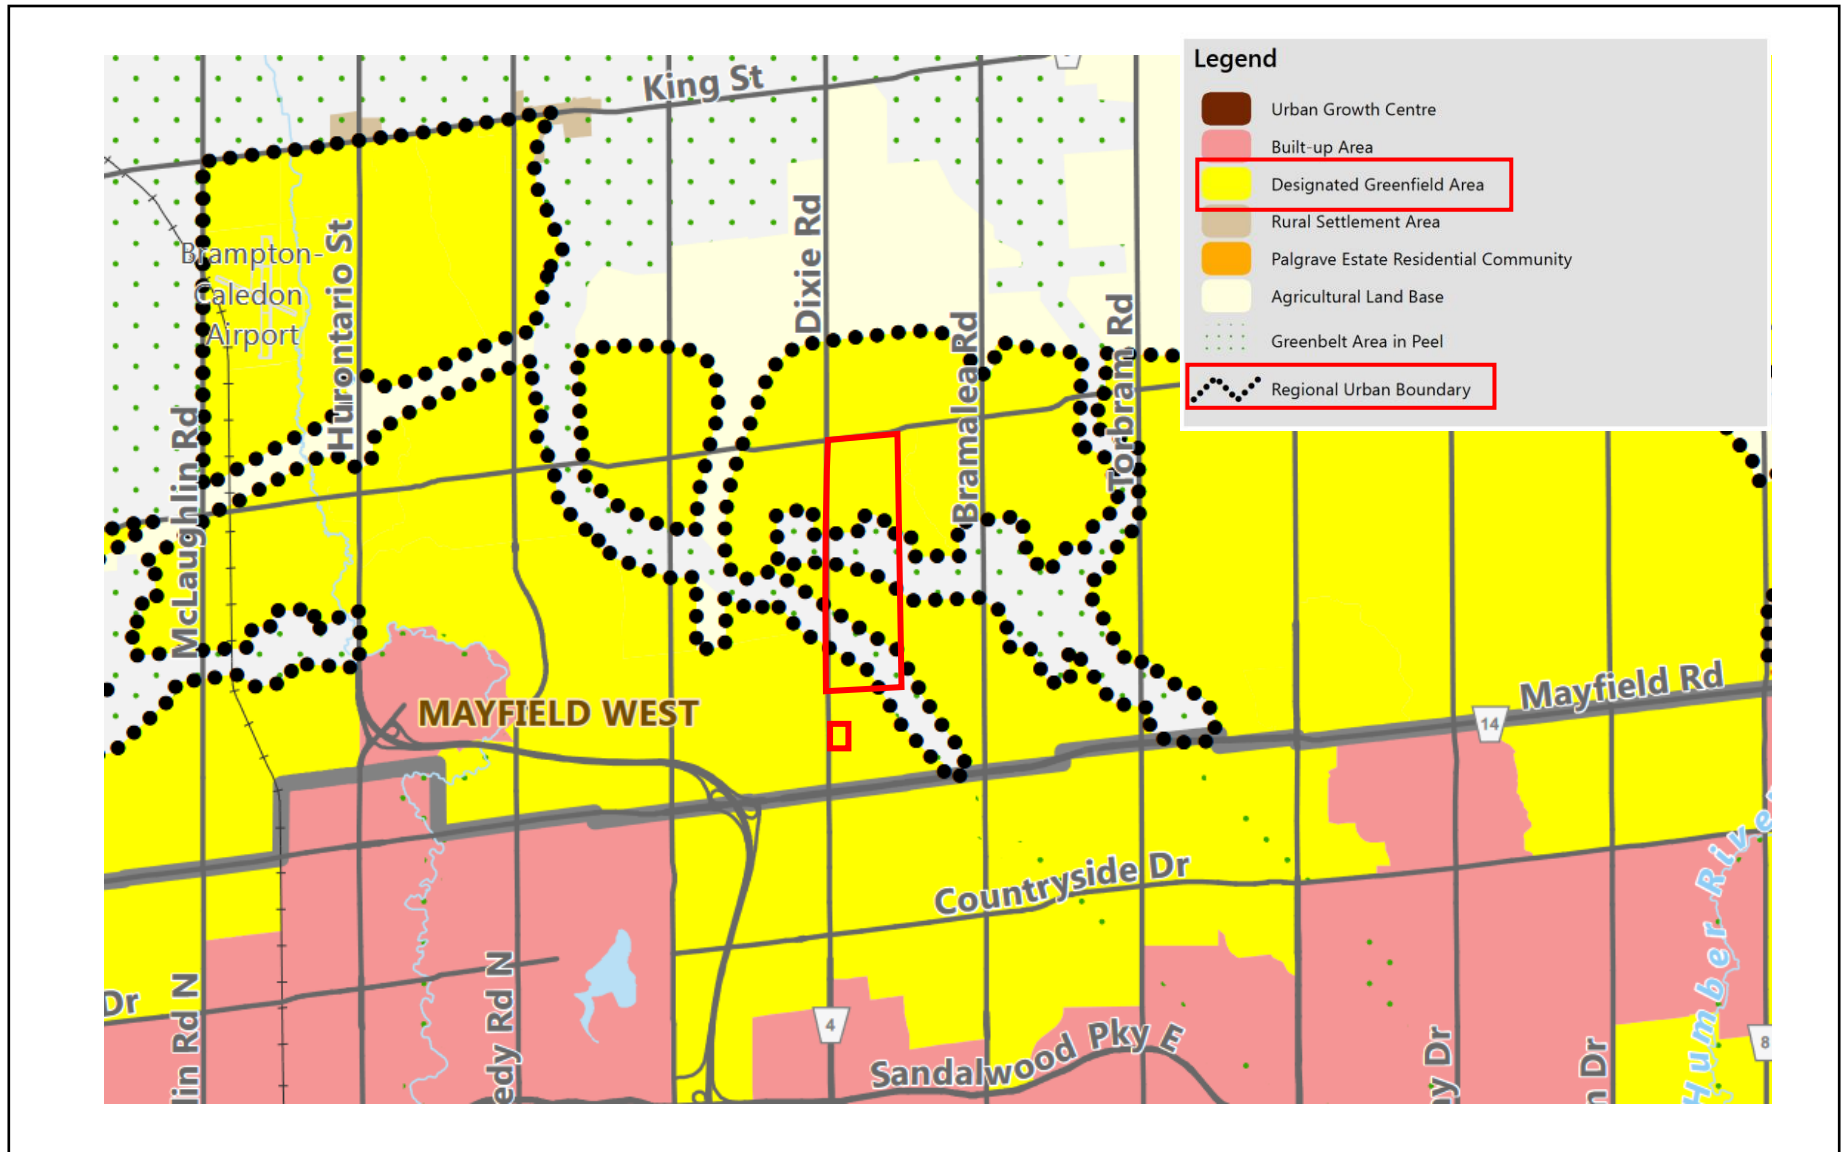 King St
Legend
Urban Growth Centre
Built-up Area
Designated Greenfield Area
Rural Settlement Area
Palgrave Estate Residential Community
Agricultural Land Base
Greenbelt Area in Peel
Regional Urban Boundary
Brampton-
Caledon
Airport
Hurontario St
Dixie Rd
Bramalea Rd
Torbram Rd
McLaughlin Rd
MAYFIELD WEST
Mayfield Rd
14
Countryside Dr
Humber River
Dr
lin Rd N
edy Rd N
4
Sandalwood Pky E
ay Dr
n Dr
8